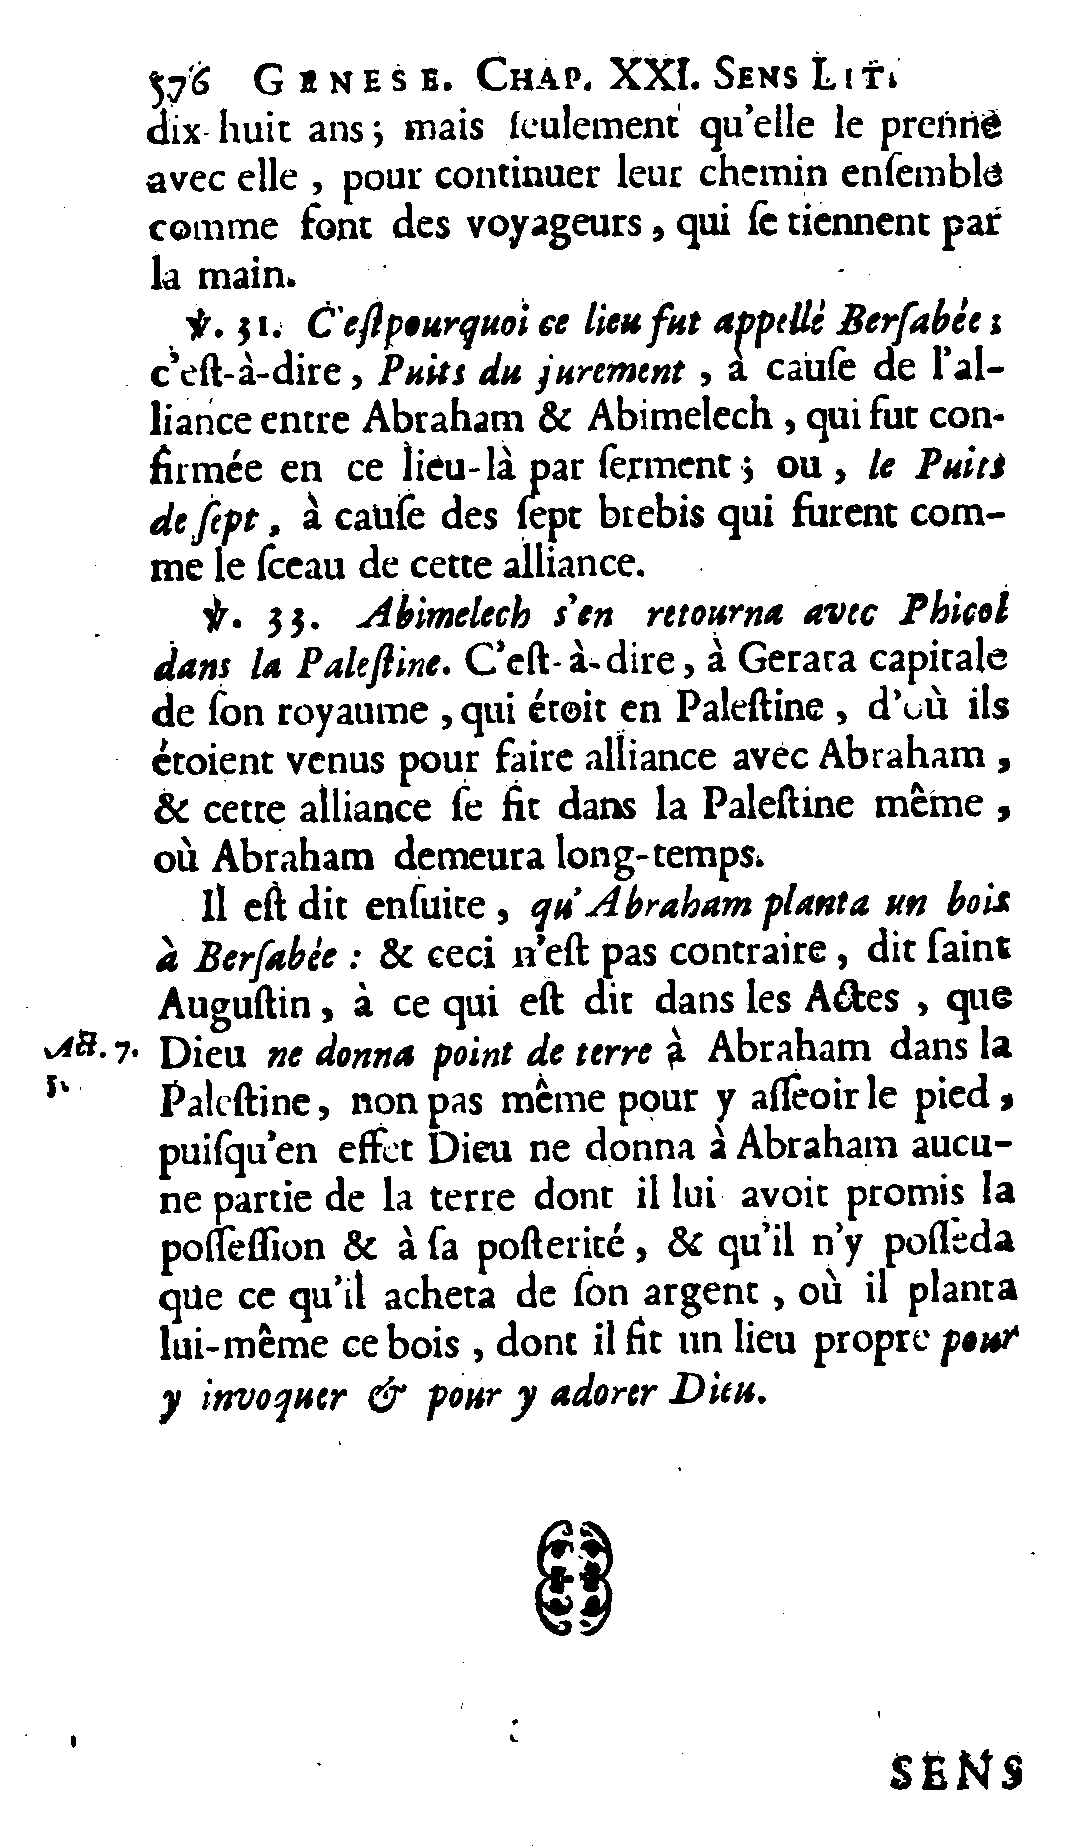 576 GENESE. CHAP. XXI. SENS LIT.
dix-huit ans ; mais ſeulement qu'elle le prenne
avec elle , pour continuer leur chemin enſemble
comme font des voyageurs , qui ſe tiennent par
la main.
℣. 31. C'eſtpourquoi ce lieu fut appellé Berſabée ;
c'eſt-à-dire , Puits du jurement , à cauſe de l'al-
liance entre Abraham & Abimelech , qui fut con-
firmée en ce lieu-là par ſerment ; ou , le Puits
de ſept , à cauſe des ſept brebis qui furent com-
me le ſceau de cette alliance.
℣. 33. Abimelech s'en retourna avec Phicol
dans la Paleſtine. C'eſt-à-dire , à Gerara capitale
de ſon royaume , qui étoit en Paleſtine , d'où ils
étoient venus pour faire alliance avec Abraham ,
& cette alliance ſe fit dans la Paleſtine même ,
où Abraham demeura long-temps.
Il eſt dit enſuite , qu'Abraham planta un bois
à Berſabée : & ceci n'eſt pas contraire , dit ſaint
Auguſtin , à ce qui eſt dit dans les Actes , que
Act. 7. Dieu ne donna point de terre à Abraham dans la
5. Paleſtine , non pas même pour y aſſeoir le pied ,
puiſqu'en effet Dieu ne donna à Abraham aucu-
ne partie de la terre dont il lui avoit promis la
poſſeſſion & à ſa poſterité , & qu'il n'y poſſeda
que ce qu'il acheta de ſon argent , où il planta
lui-même ce bois , dont il fit un lieu propre pour
y invoquer & pour y adorer Dieu.
SENS